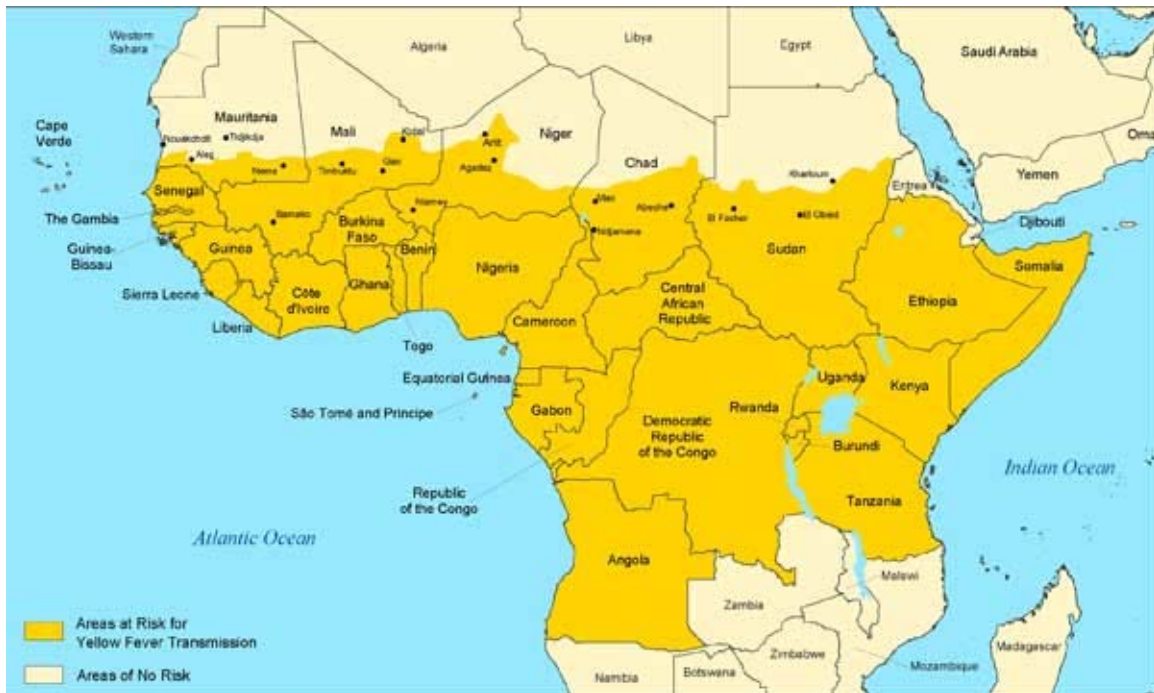 Western
Sahara
Algeria
Libya
Egypt
Saudi Arabia
Cape
Verde
Mauritania
Mali
Niger
Chad
Oma
Yemen
Nouakchott
Tidjikdja
Aleg
Kidal
Arlit
Nema
Timbuktu
Gao
Agadez
Khartoum
Eritrea
Djibouti
Senegal
The Gambia
Guinea-
Bissau
Bamako
Niamey
Mao
Abeche
Ndjamena
El Fasher
El Obeid
Burkina
Faso
Benin
Guinea
Nigeria
Sudan
Somalia
Sierra Leone
Côte
d'Ivoire
Ghana
Central
African
Republic
Ethiopia
Liberia
Togo
Cameroon
Equatorial Guinea
São Tomé and Principe
Gabon
Uganda
Kenya
Rwanda
Democratic
Republic
of the Congo
Burundi
Indian Ocean
Republic
of the Congo
Tanzania
Atlantic Ocean
Angola
Malawi
Zambia
Areas at Risk for
Yellow Fever Transmission
Areas of No Risk
Namibia
Botswana
Zimbabwe
Mozambique
Madagascar